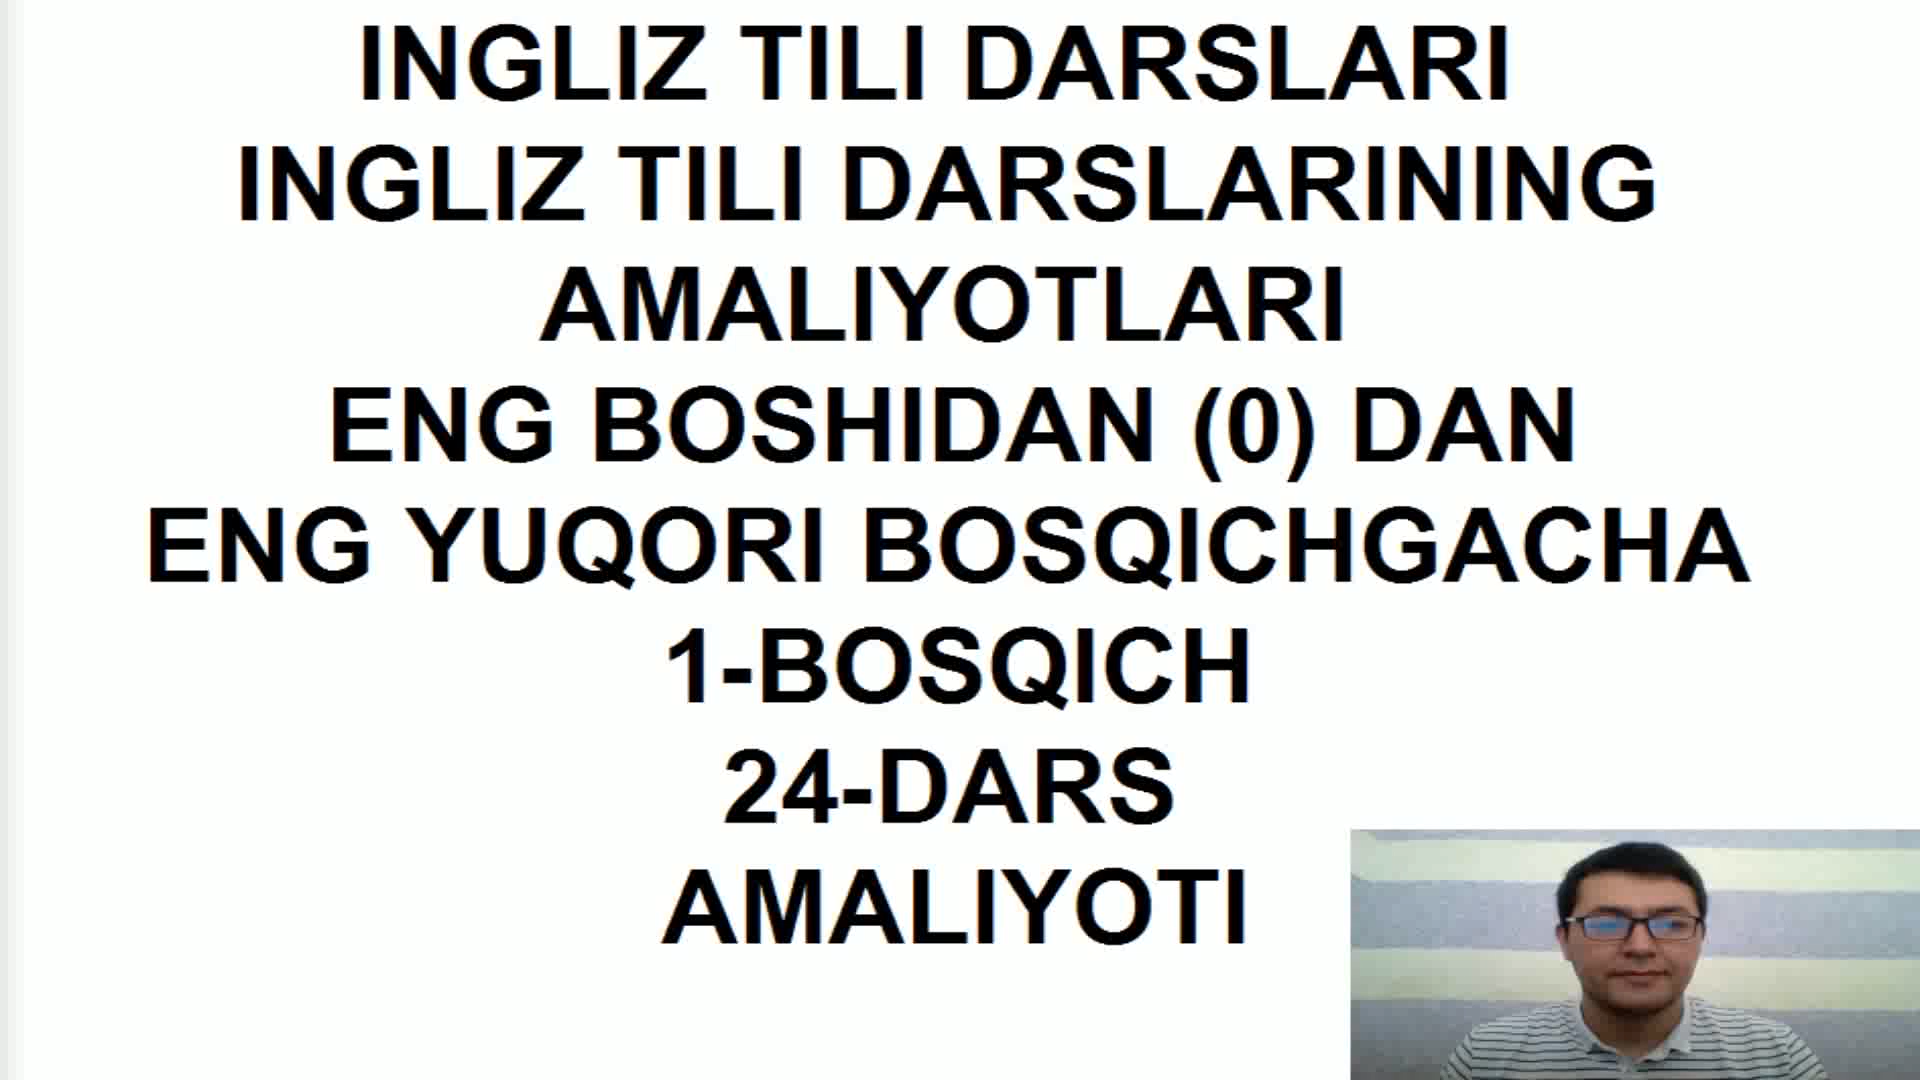 INGLIZ TILI DARSLARI
INGLIZ TILI DARSLARINING
AMALIYOTLARI
ENG BOSHIDAN (0) DAN
ENG YUQORI BOSQICHGACHA
1-BOSQICH
24-DARS
AMALIYOTI